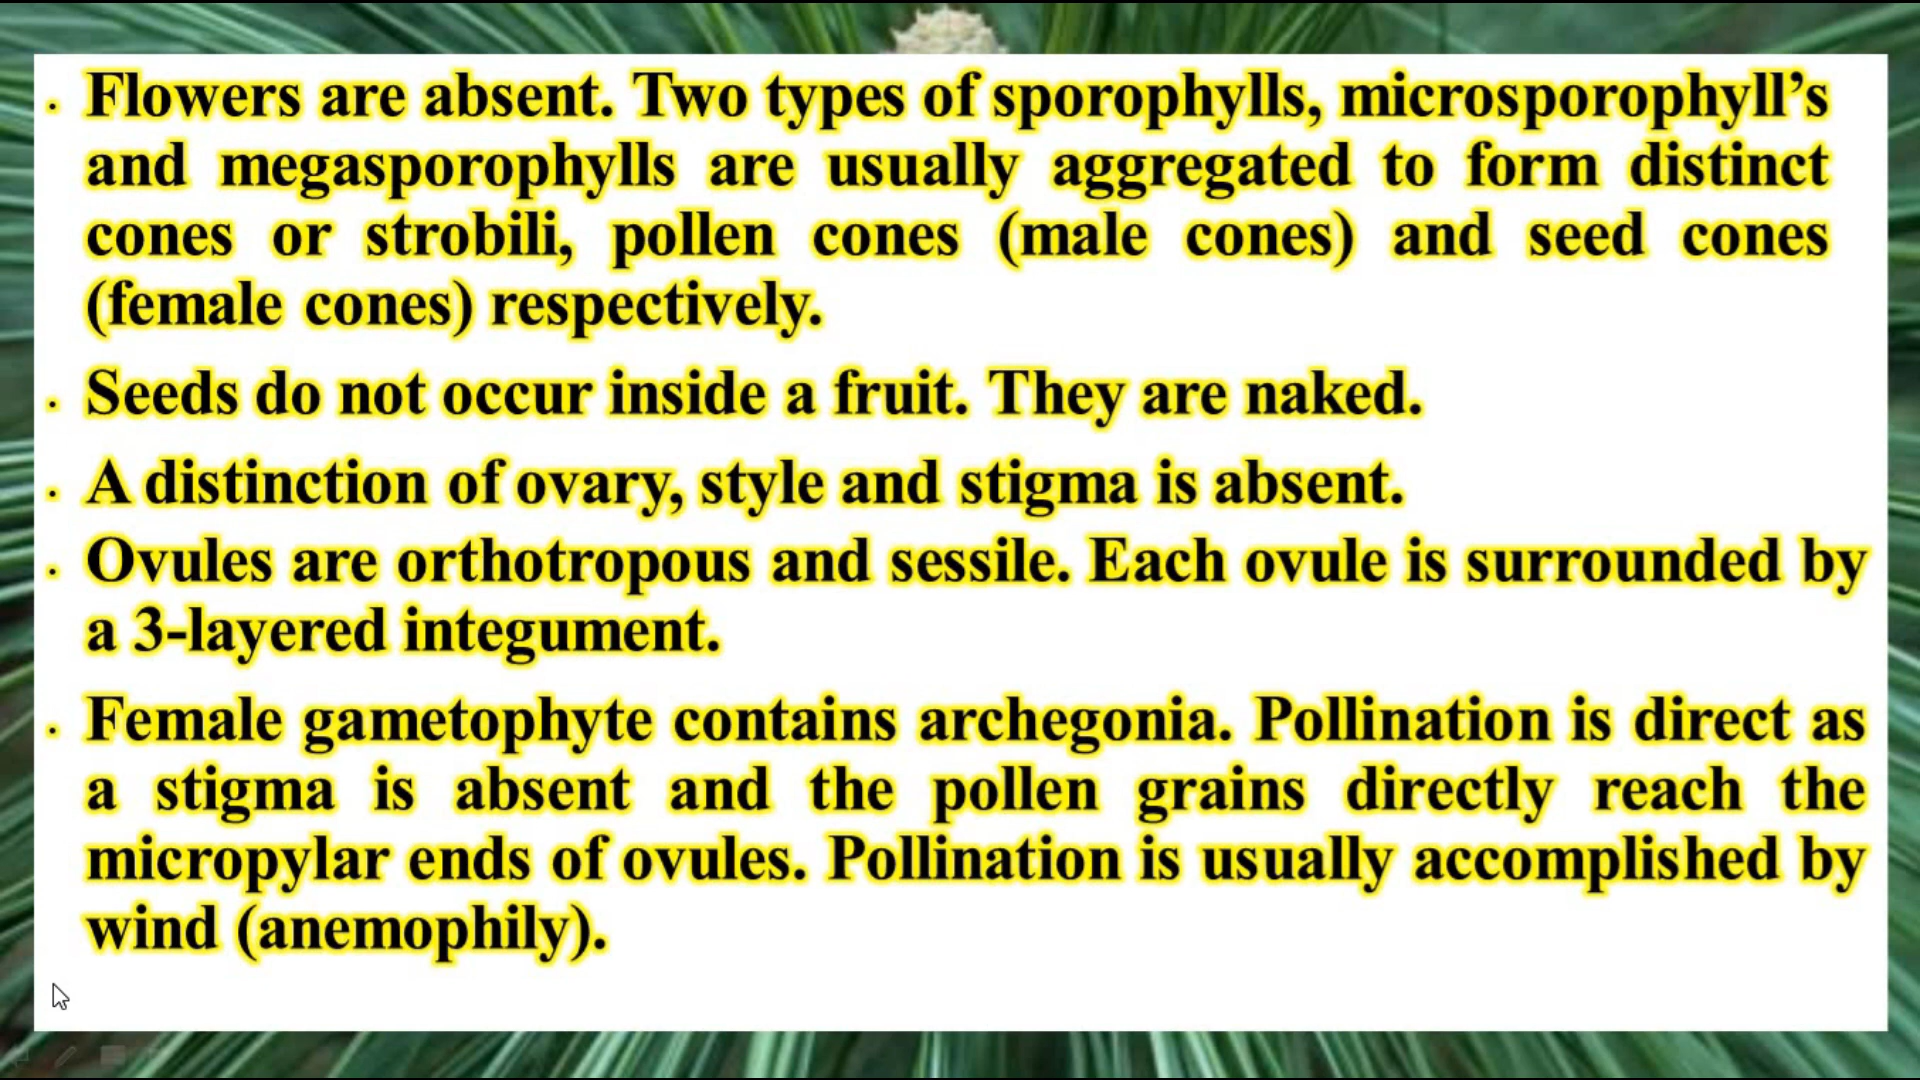 . Flowers are absent. Two types of sporophylls, microsporophyll’s
and megasporophylls are usually aggregated to form distinct
cones or strobili, pollen cones (male cones) and seed cones
(female cones) respectively.
. Seeds do not occur inside a fruit. They are naked.
. A distinction of ovary, style and stigma is absent.
. Ovules are orthotropous and sessile. Each ovule is surrounded by
a 3-layered integument.
. Female gametophyte contains archegonia. Pollination is direct as
a stigma is absent and the pollen grains directly reach the
micropylar ends of ovules. Pollination is usually accomplished by
wind (anemophily).